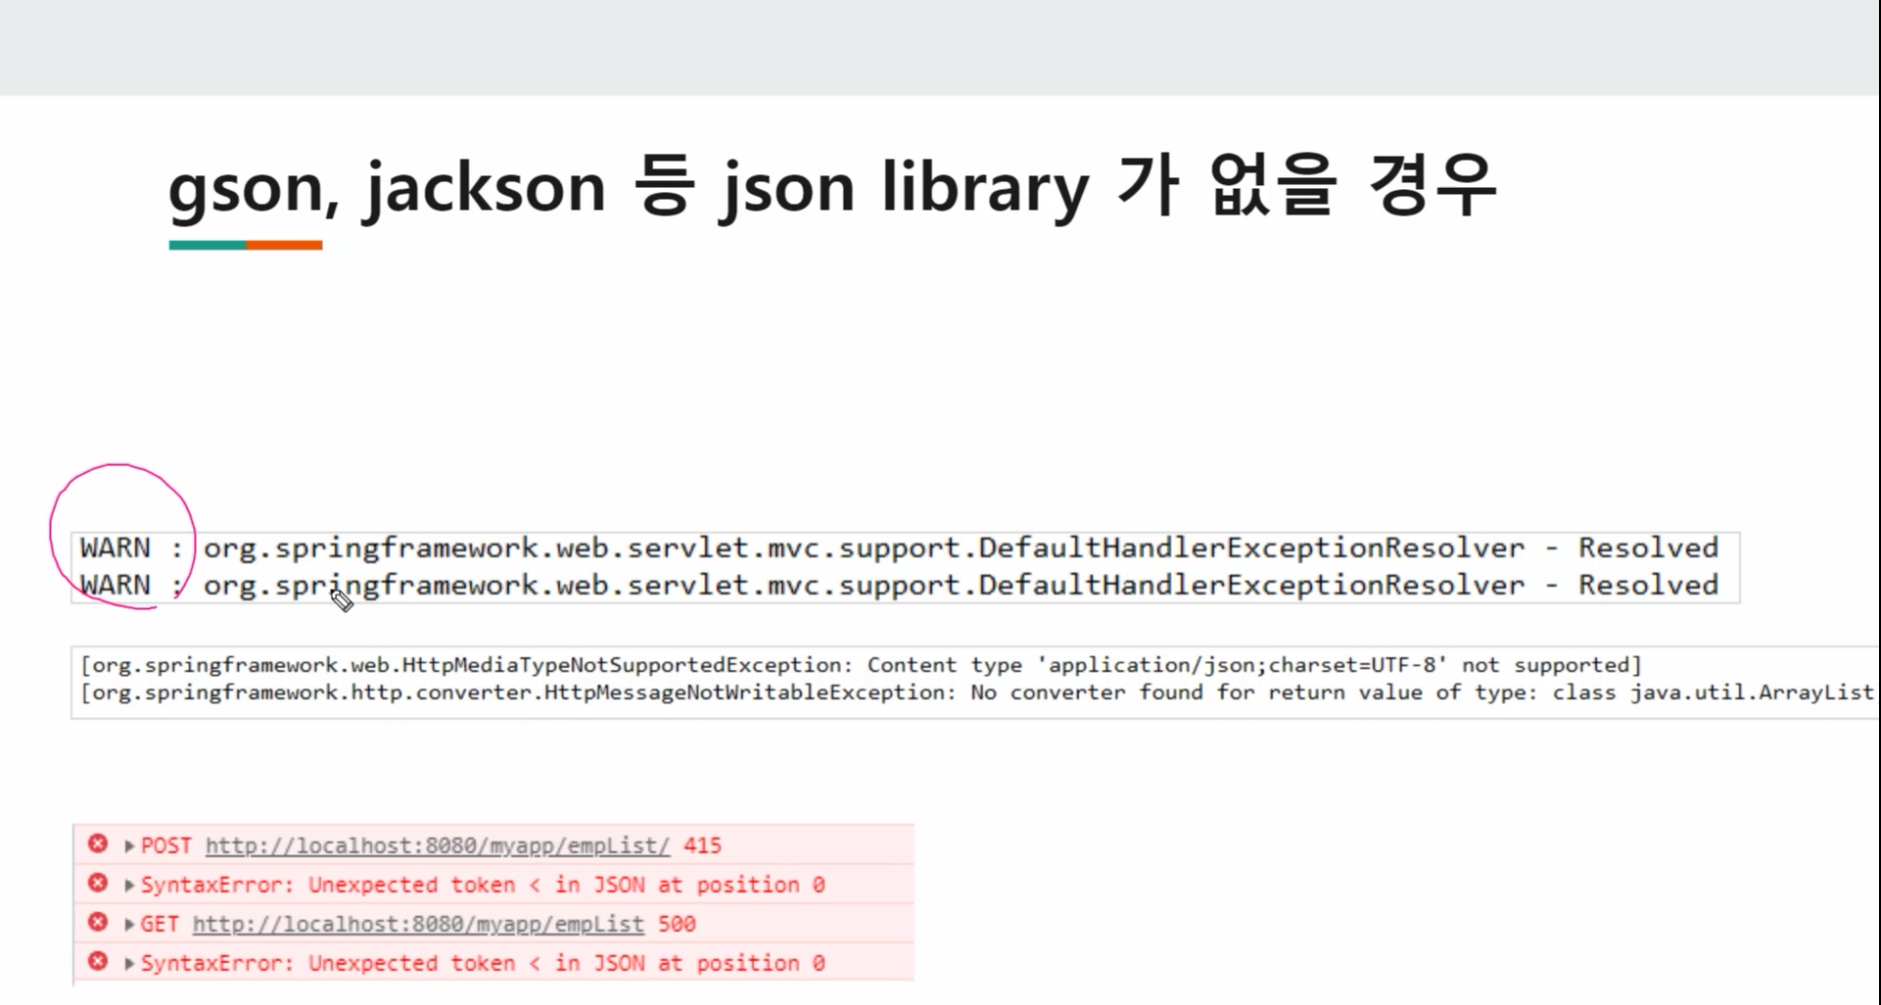 gson, jackson 등 json library 가 없을 경우
WARN : org.springframework.web.servlet.mvc.support.DefaultHandlerExceptionResolver - Resolved
WARN : org.springframework.web.servlet.mvc.support.DefaultHandlerExceptionResolver - Resolved
[org.springframework.web.HttpMediaTypeNotSupportedException: Content type 'application/json;charset=UTF-8' not supported]
[org.springframework.http.converter.HttpMessageNotWritableException: No converter found for return value of type: class java.util.ArrayList
POST http://localhost:8080/myapp/empList/ 415
SyntaxError: Unexpected token < in JSON at position 0
GET http://localhost:8080/myapp/empList 500
SyntaxError: Unexpected token < in JSON at position 0